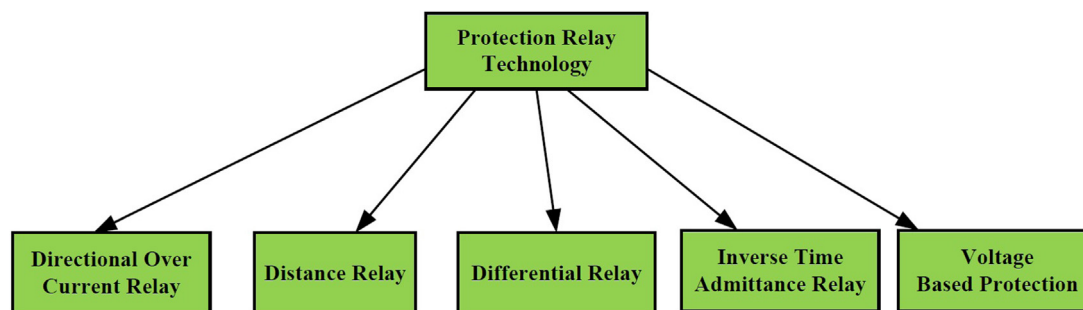 Protection Relay
Technology
Directional Over
Current Relay
Distance Relay
Differential Relay
Inverse Time
Admittance Relay
Voltage
Based Protection